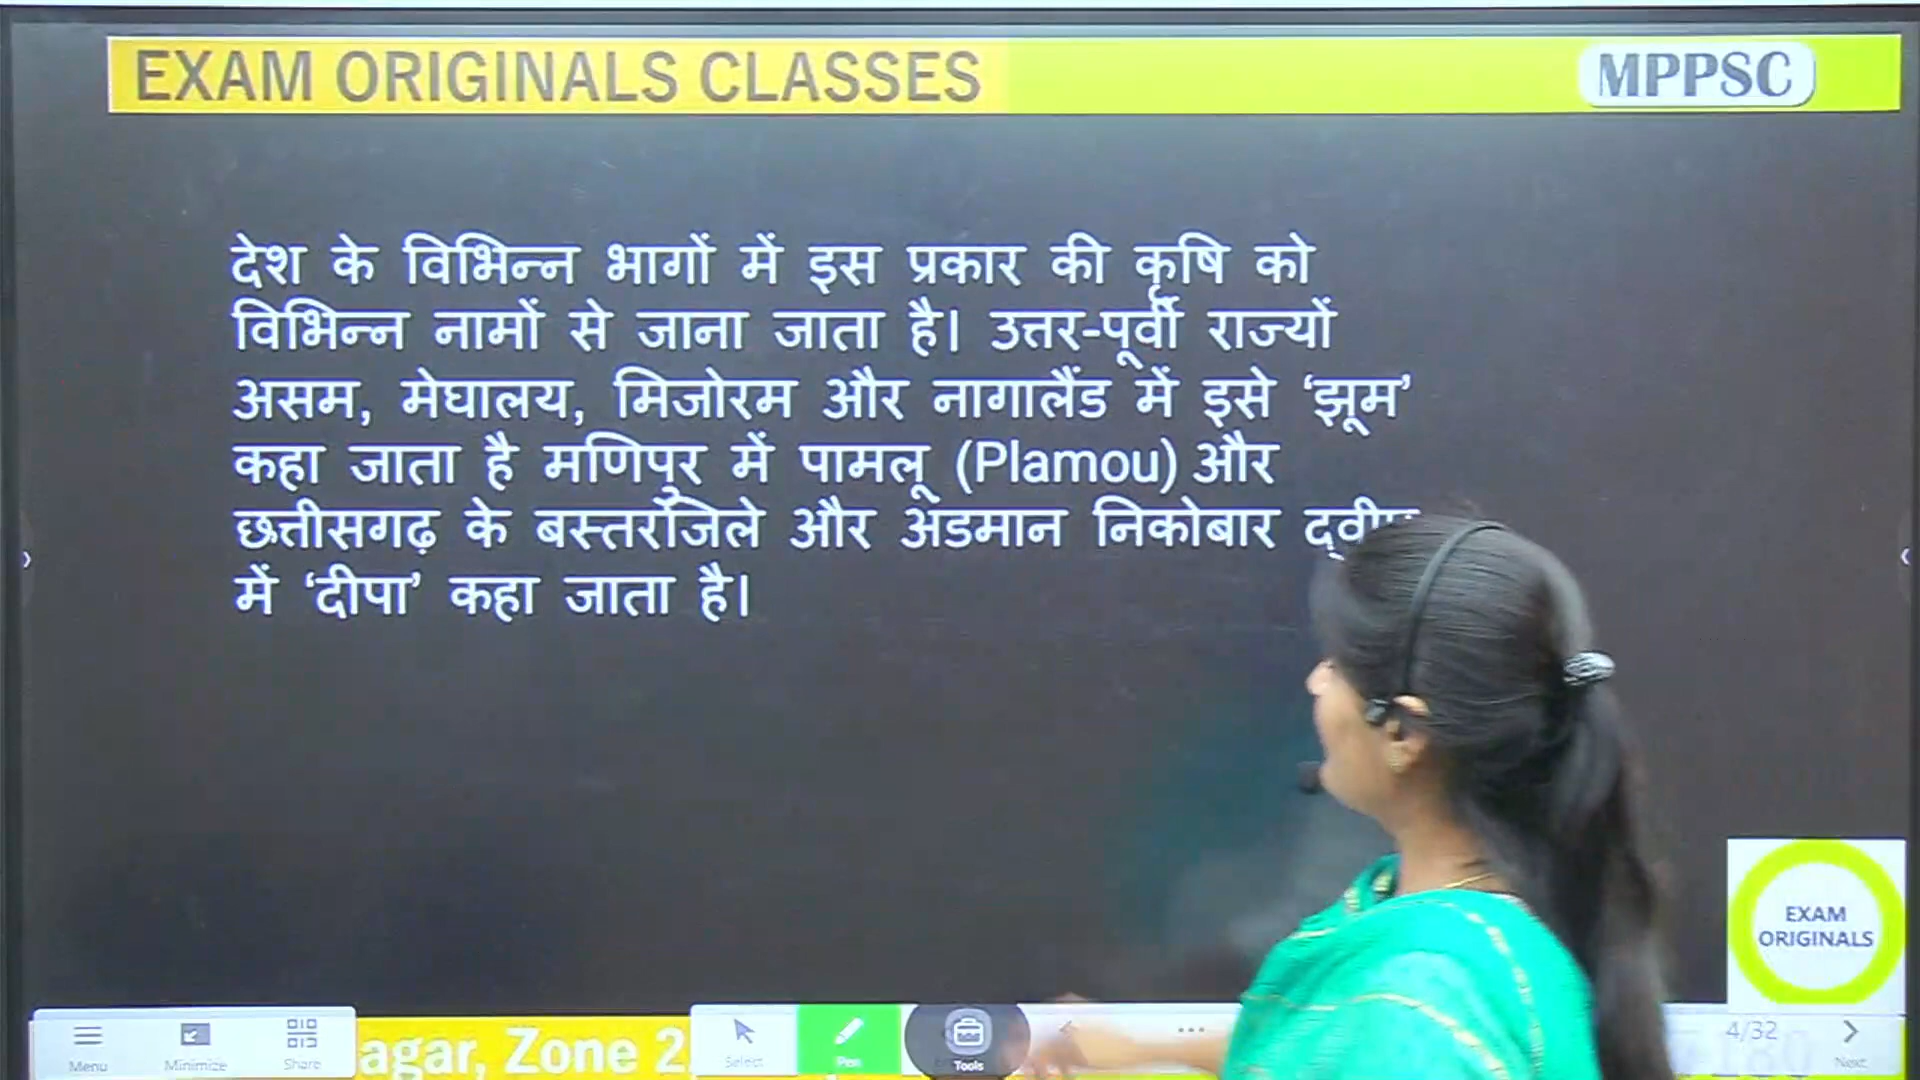 EXAM ORIGINALS CLASSES
MPPSC
देश के विभिन्न भागों में इस प्रकार की कृषि को
विभिन्न नामों से जाना जाता है। उत्तर-पूर्वी राज्यों
असम, मेघालय, मिजोरम और नागालैंड में इसे ‘झूम’
कहा जाता है मणिपुर में पामलू (Plamou) और
छत्तीसगढ़ के बस्तरजिले और अंडमान निकोबार
में ‘दीपा’ कहा जाता है।
EXAM
ORIGINALS
Menu
Minimize
Share
agar, Zone 2
Select
Pen
Tools
4/32
Next